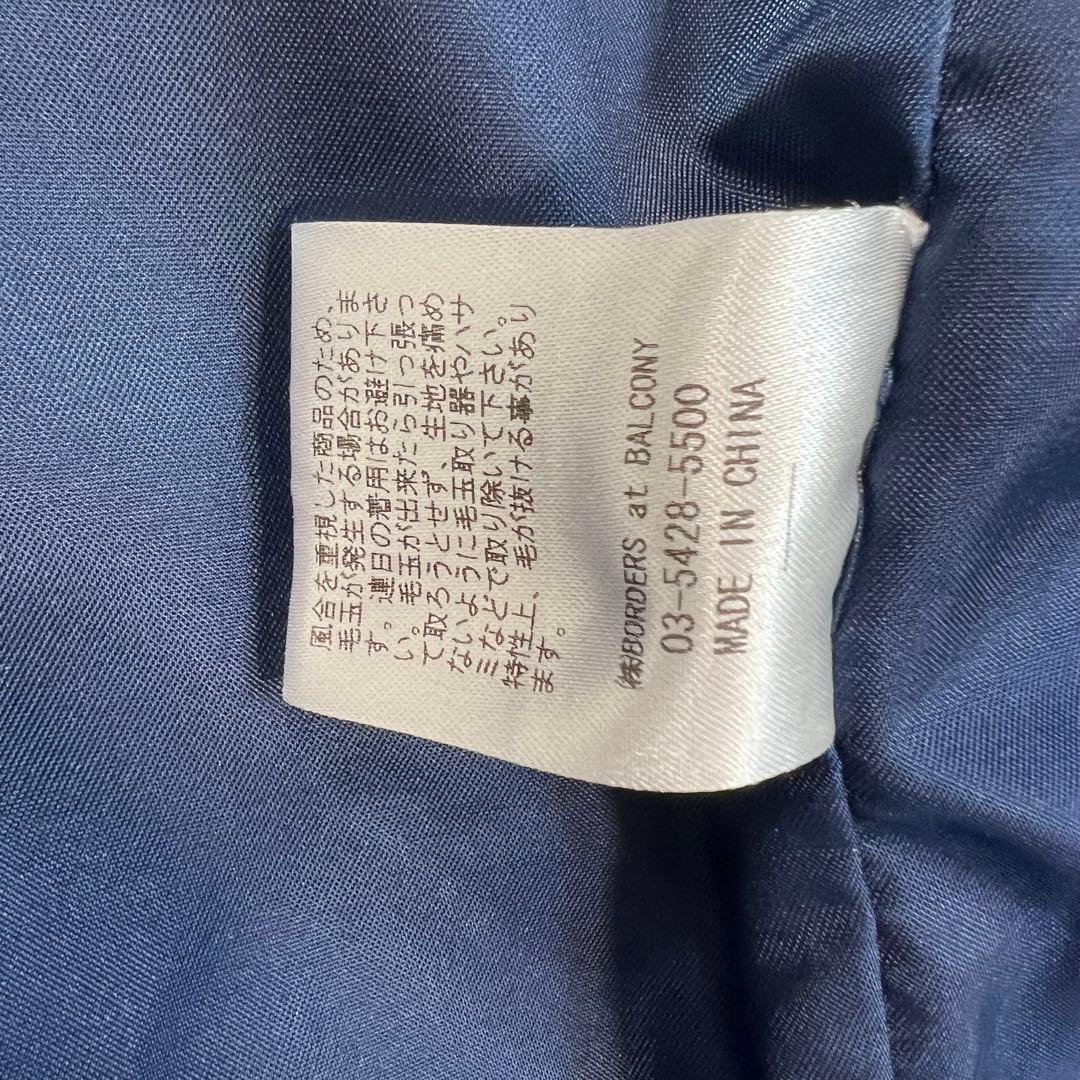 風合を重視した商品のため、
毛玉が発生する場合がありま
す。連日の着用はお避け下さ
い。毛玉が出来たら引っ張っ
て取ろうとせず、生地を痛め
ないように毛玉取り器やハサ
ミなどで取り除いて下さい。
特性上、毛が抜ける事があり
ます。
(株)BORDERS at BALCONY
03-5428-5500
MADE IN CHINA